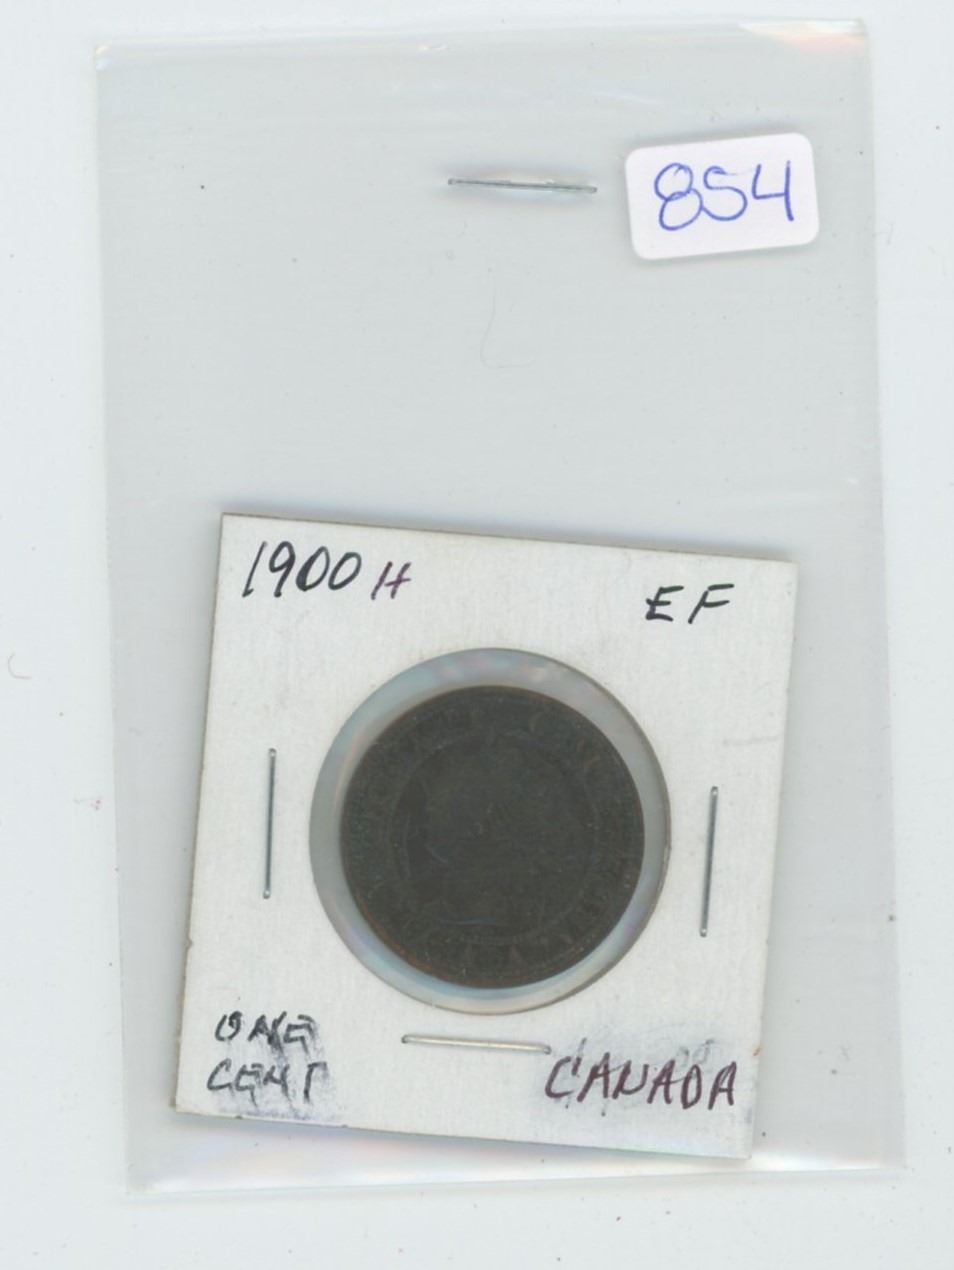 854
1900 H
EF
ONE
CENT
CANADA